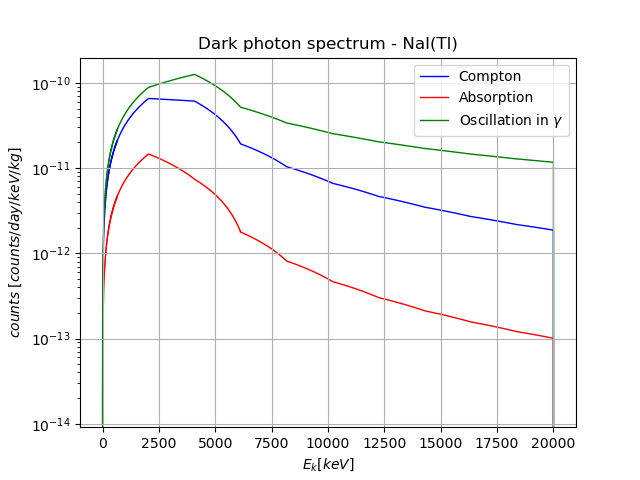 Dark photon spectrum - NaI(Tl)
Compton
Absorption
Oscillation in γ
10⁻¹⁰
10⁻¹¹
10⁻¹²
10⁻¹³
10⁻¹⁴
counts [counts/day/keV/kg]
0 2500 5000 7500 10000 12500 15000 17500 20000
E_k[keV]